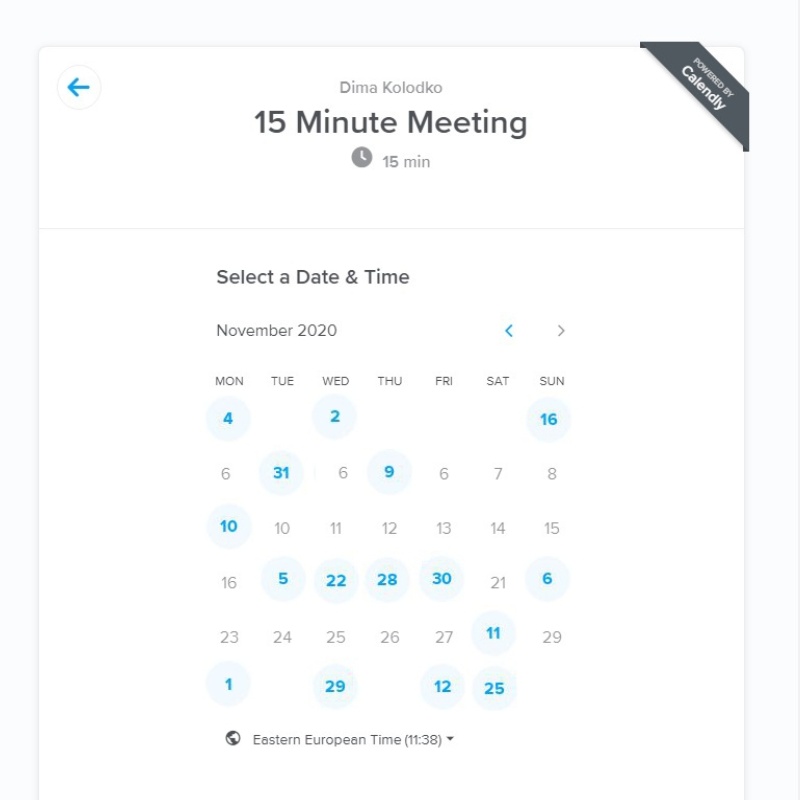 POWERED BY
Calendly
Dima Kolodko
15 Minute Meeting
15 min
Select a Date & Time
November 2020
MON TUE WED THU FRI SAT SUN
4 2 16
6 31 6 9 6 7 8
10 10 11 12 13 14 15
16 5 22 28 30 21 6
23 24 25 26 27 11 29
1 29 12 25
Eastern European Time (11:38)